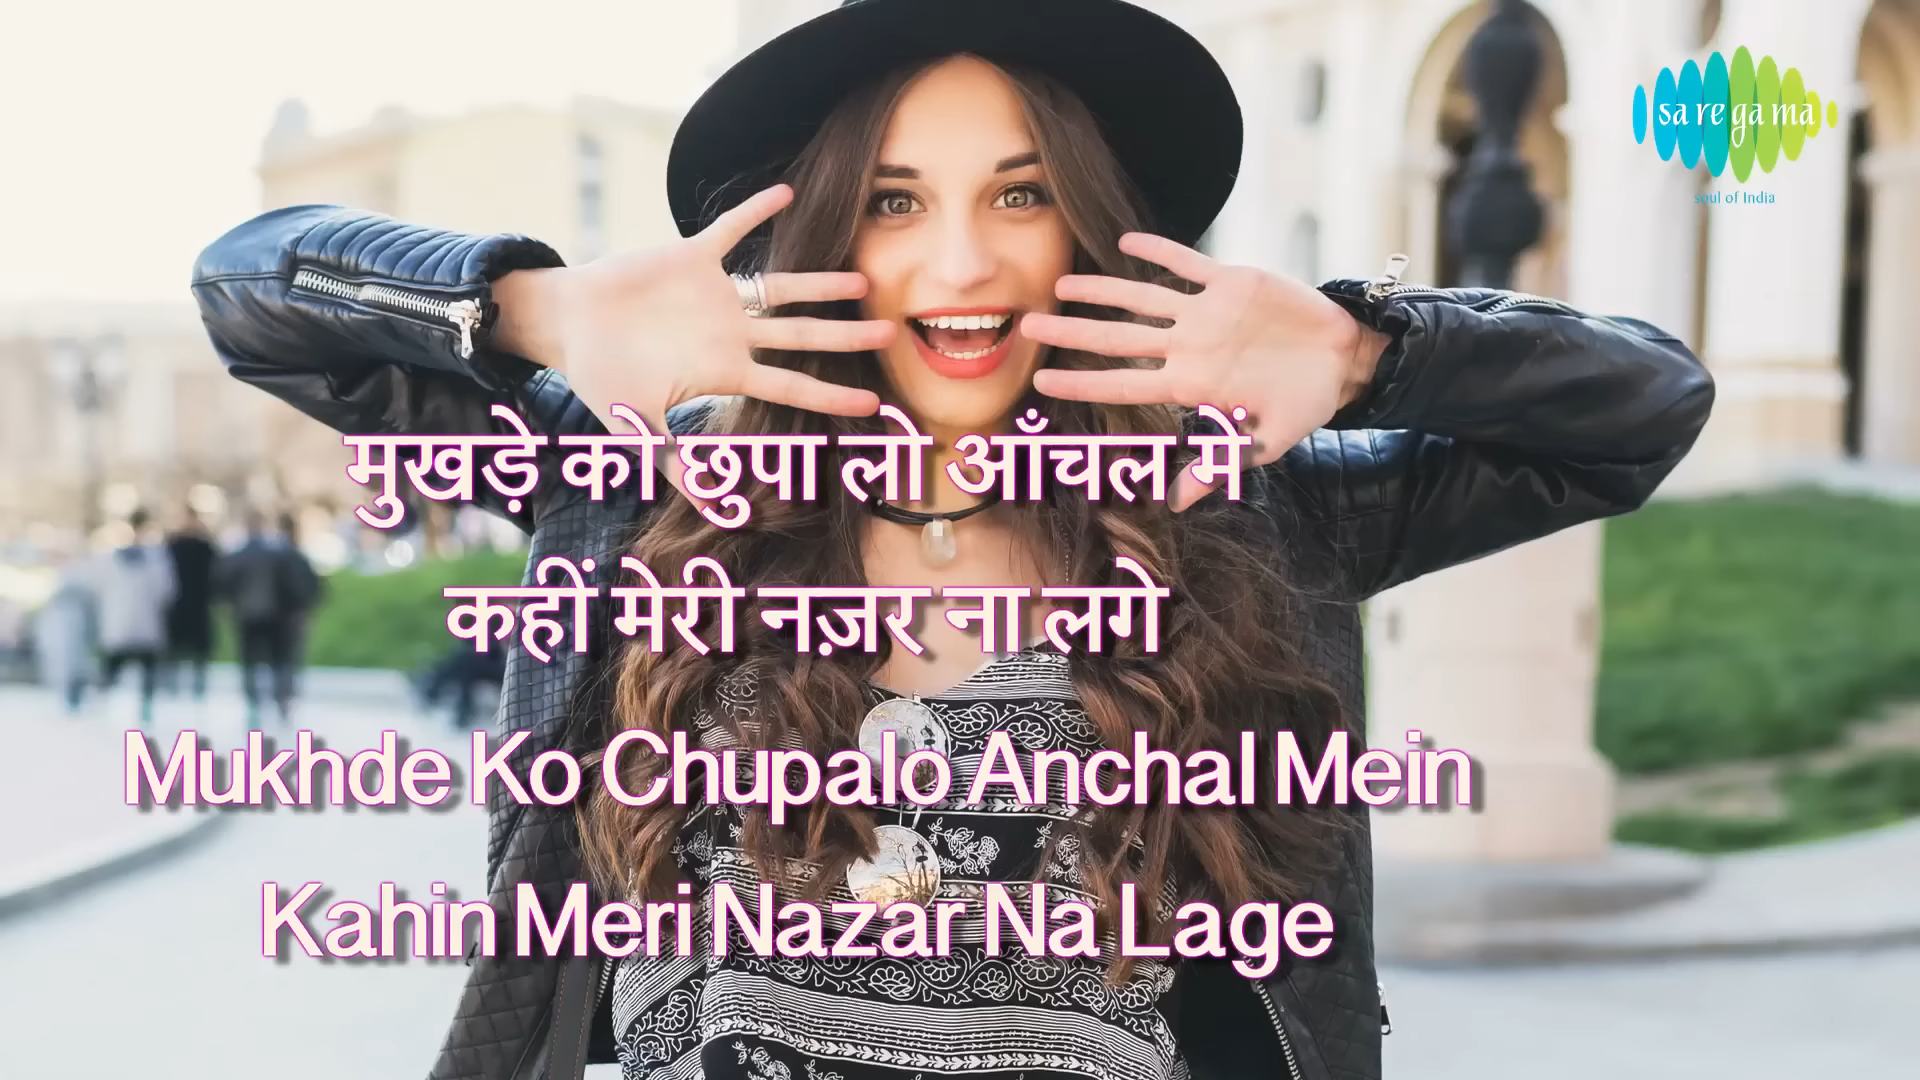 sa re ga ma
soul of India
मुखड़े को छुपा लो आँचल में
कहीं मेरी नज़र ना लगे
Mukhde Ko Chupalo Anchal Mein
Kahin Meri Nazar Na Lage